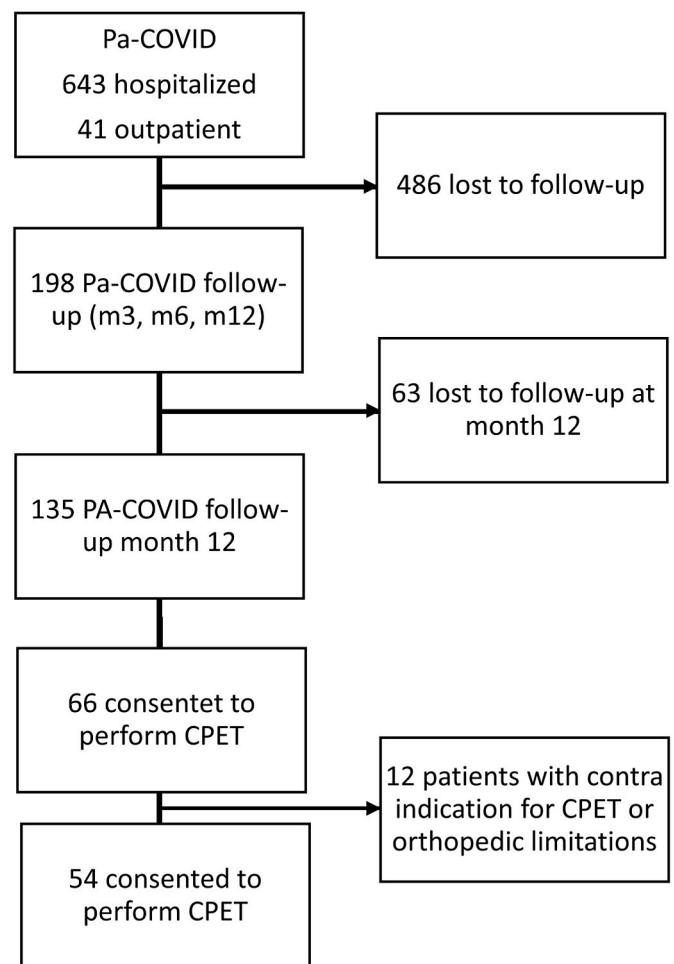 Pa-COVID
643 hospitalized
41 outpatient
486 lost to follow-up
198 Pa-COVID follow-
up (m3, m6, m12)
63 lost to follow-up at
month 12
135 PA-COVID follow-
up month 12
66 consentet to
perform CPET
12 patients with contra
indication for CPET or
orthopedic limitations
54 consented to
perform CPET